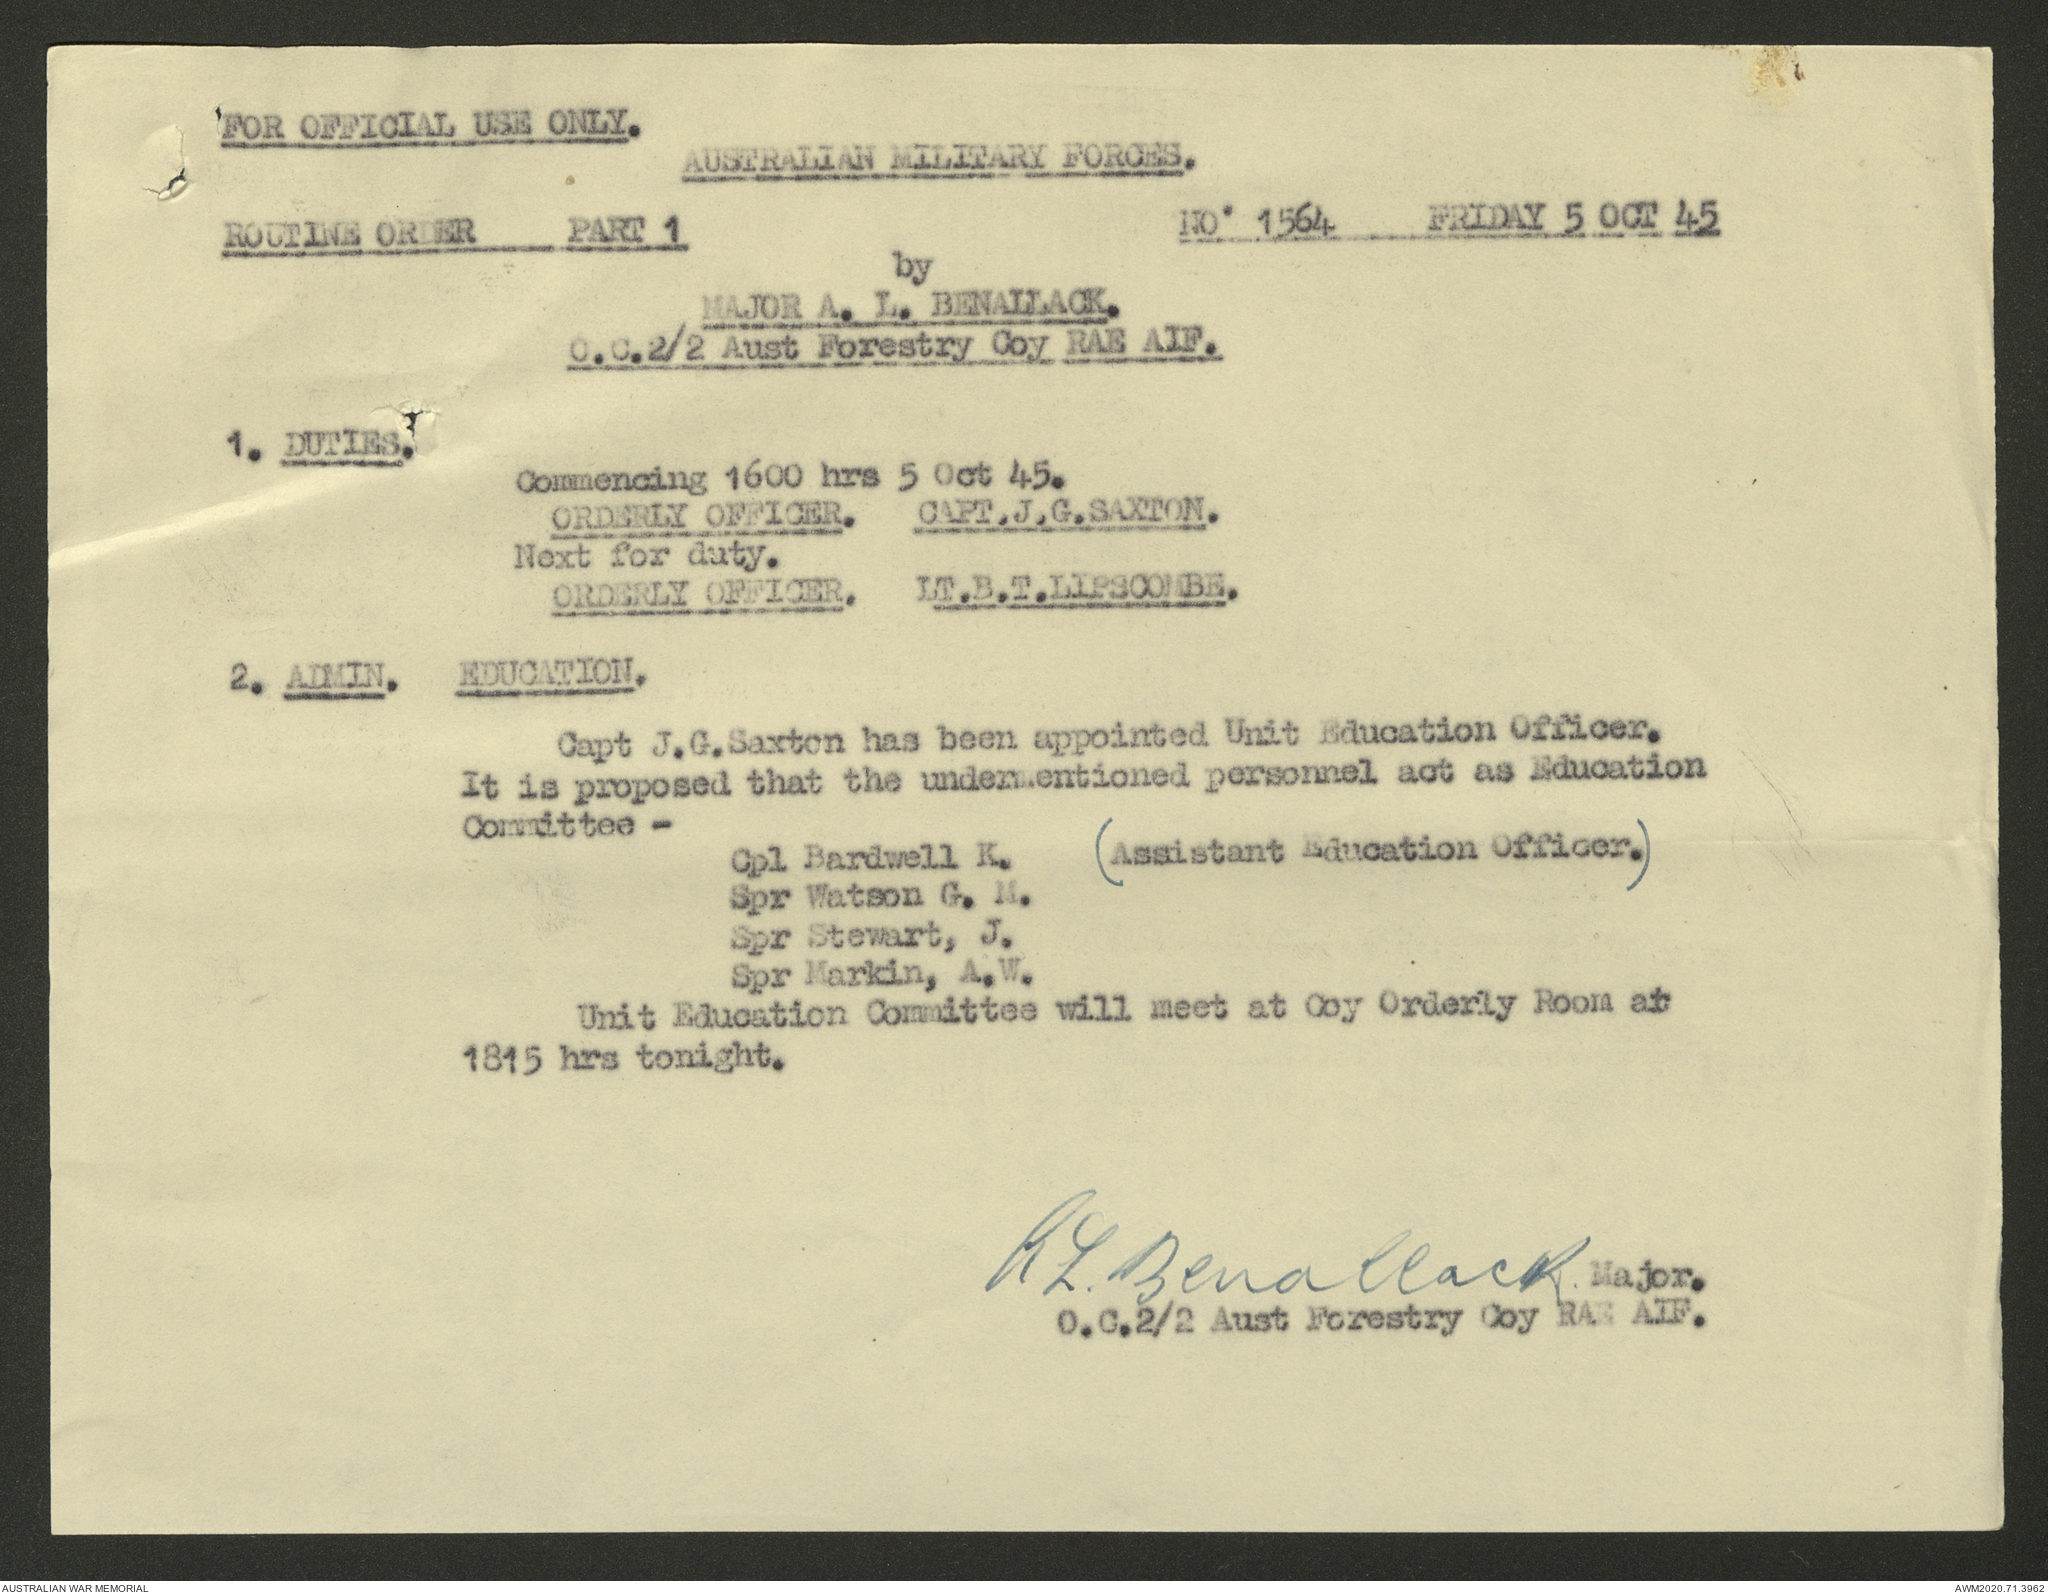 FOR OFFICIAL USE ONLY.
AUSTRALIAN MILITARY FORCES.
ROUTINE ORDER PART 1 NO. 1564 FRIDAY 5 OCT 45
by
MAJOR A. L. BENALLACK.
O.C.2/2 Aust Forestry Coy RAE AIF.
1. DUTIES.
Commencing 1600 hrs 5 Oct 45.
ORDERLY OFFICER. CAPT.J.G.SAXTON.
Next for duty.
ORDERLY OFFICER. LT.B.T.LIPSCOMBE.
2. ADMIN. EDUCATION.
Capt J.G.Saxton has been appointed Unit Education Officer.
It is proposed that the undermentioned personnel act as Education
Committee -
Cpl Bardwell K. (Assistant Education Officer.)
Spr Watson G. M.
Spr Stewart, J.
Spr Markin, A.W.
Unit Education Committee will meet at Coy Orderly Room at
1815 hrs tonight.
A L. Benallack. Major.
O.C.2/2 Aust Forestry Coy RAE AIF.
AUSTRALIAN WAR MEMORIAL
AWM2020.71.3962